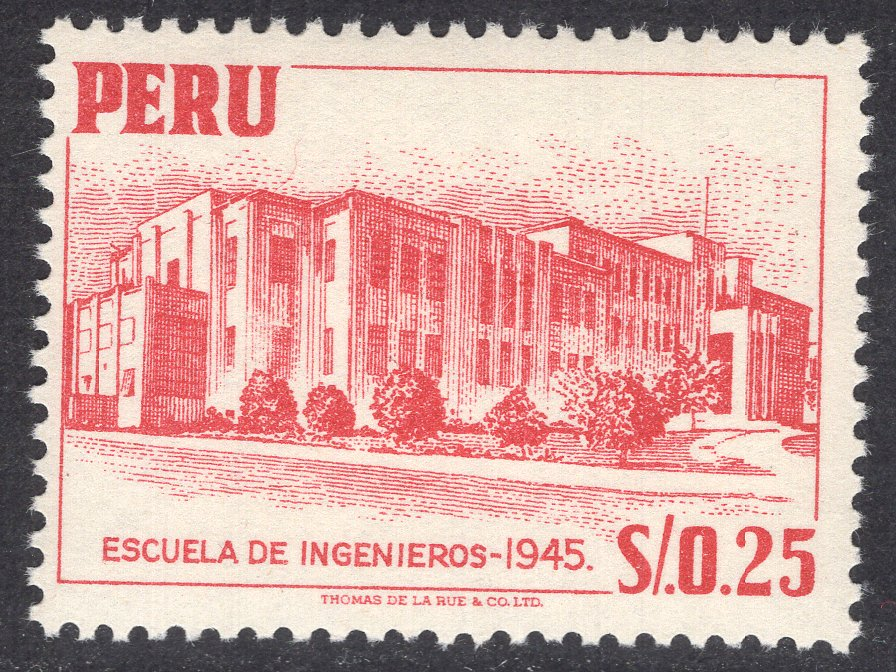 PERU
ESCUELA DE INGENIEROS-1945.
S/.0.25
THOMAS DE LA RUE & CO. LTD.